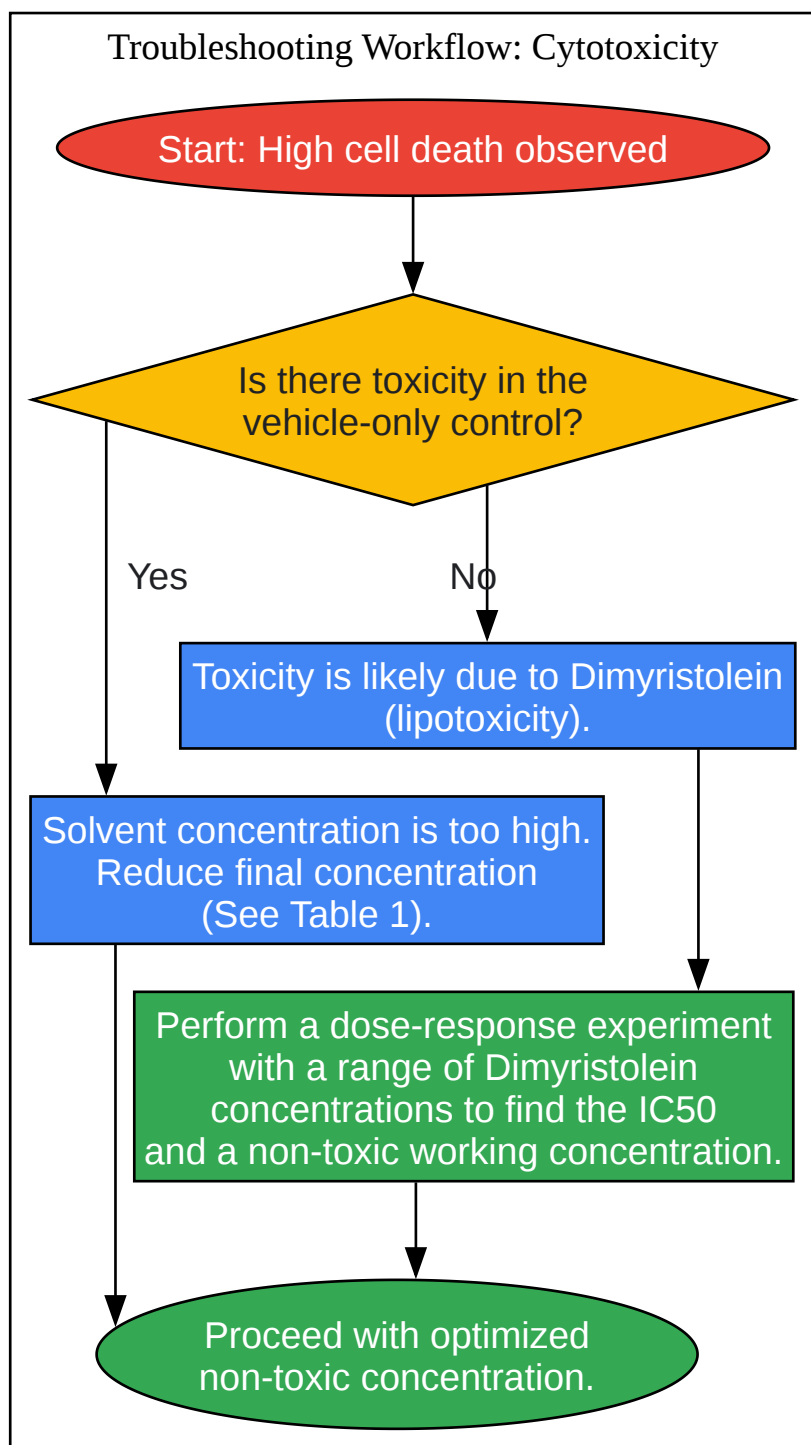 Troubleshooting Workflow: Cytotoxicity
Start: High cell death observed
Is there toxicity in the
vehicle-only control?
Yes
No
Toxicity is likely due to Dimyristolein
(lipotoxicity).
Solvent concentration is too high.
Reduce final concentration
(See Table 1).
Perform a dose-response experiment
with a range of Dimyristolein
concentrations to find the IC50
and a non-toxic working concentration.
Proceed with optimized
non-toxic concentration.